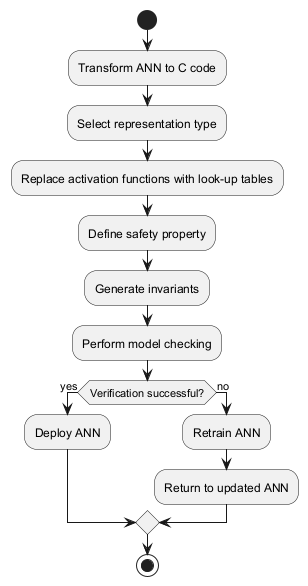 Transform ANN to C code
Select representation type
Replace activation functions with look-up tables
Define safety property
Generate invariants
Perform model checking
yes
Verification successful?
no
Deploy ANN
Retrain ANN
Return to updated ANN